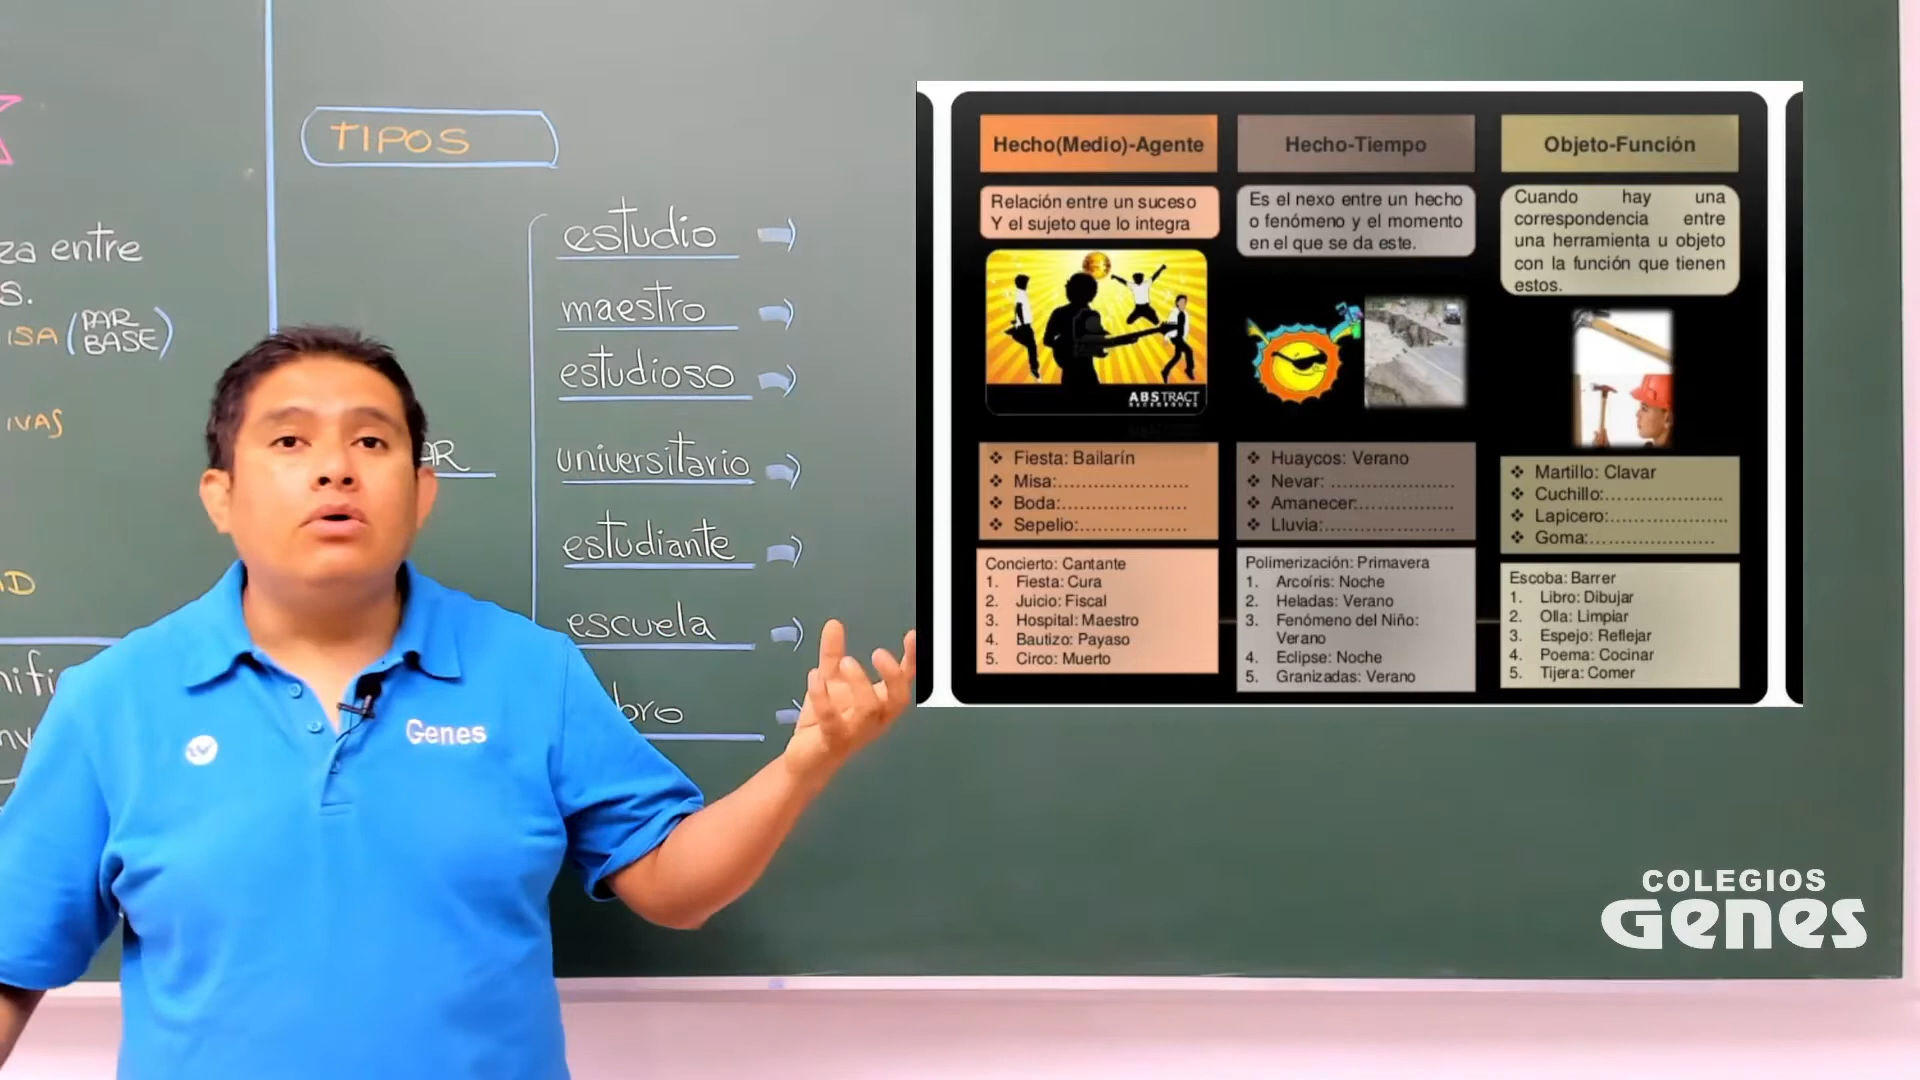 za entre
s.
ISA (PAR BASE)
IVAS
AD
nifi
TIPOS
estudio
maestro
estudioso
AR
universitario
estudiante
escuela
bro
Genes
Hecho(Medio)-Agente
Relación entre un suceso
Y el sujeto que lo integra
ABSTRACT
BACKGROUND
❖ Fiesta: Bailarín
❖ Misa:......................
❖ Boda:.....................
❖ Sepelio:..................
Concierto: Cantante
1. Fiesta: Cura
2. Juicio: Fiscal
3. Hospital: Maestro
4. Bautizo: Payaso
5. Circo: Muerto
Hecho-Tiempo
Es el nexo entre un hecho
o fenómeno y el momento
en el que se da este.
❖ Huaycos: Verano
❖ Nevar: .....................
❖ Amanecer:................
❖ Lluvia:......................
Polimerización: Primavera
1. Arcoíris: Noche
2. Heladas: Verano
3. Fenómeno del Niño:
Verano
4. Eclipse: Noche
5. Granizadas: Verano
Objeto-Función
Cuando hay una
correspondencia entre
una herramienta u objeto
con la función que tienen
estos.
❖ Martillo: Clavar
❖ Cuchillo:....................
❖ Lapicero:....................
❖ Goma:.....................
Escoba: Barrer
1. Libro: Dibujar
2. Olla: Limpiar
3. Espejo: Reflejar
4. Poema: Cocinar
5. Tijera: Comer
COLEGIOS
Genes